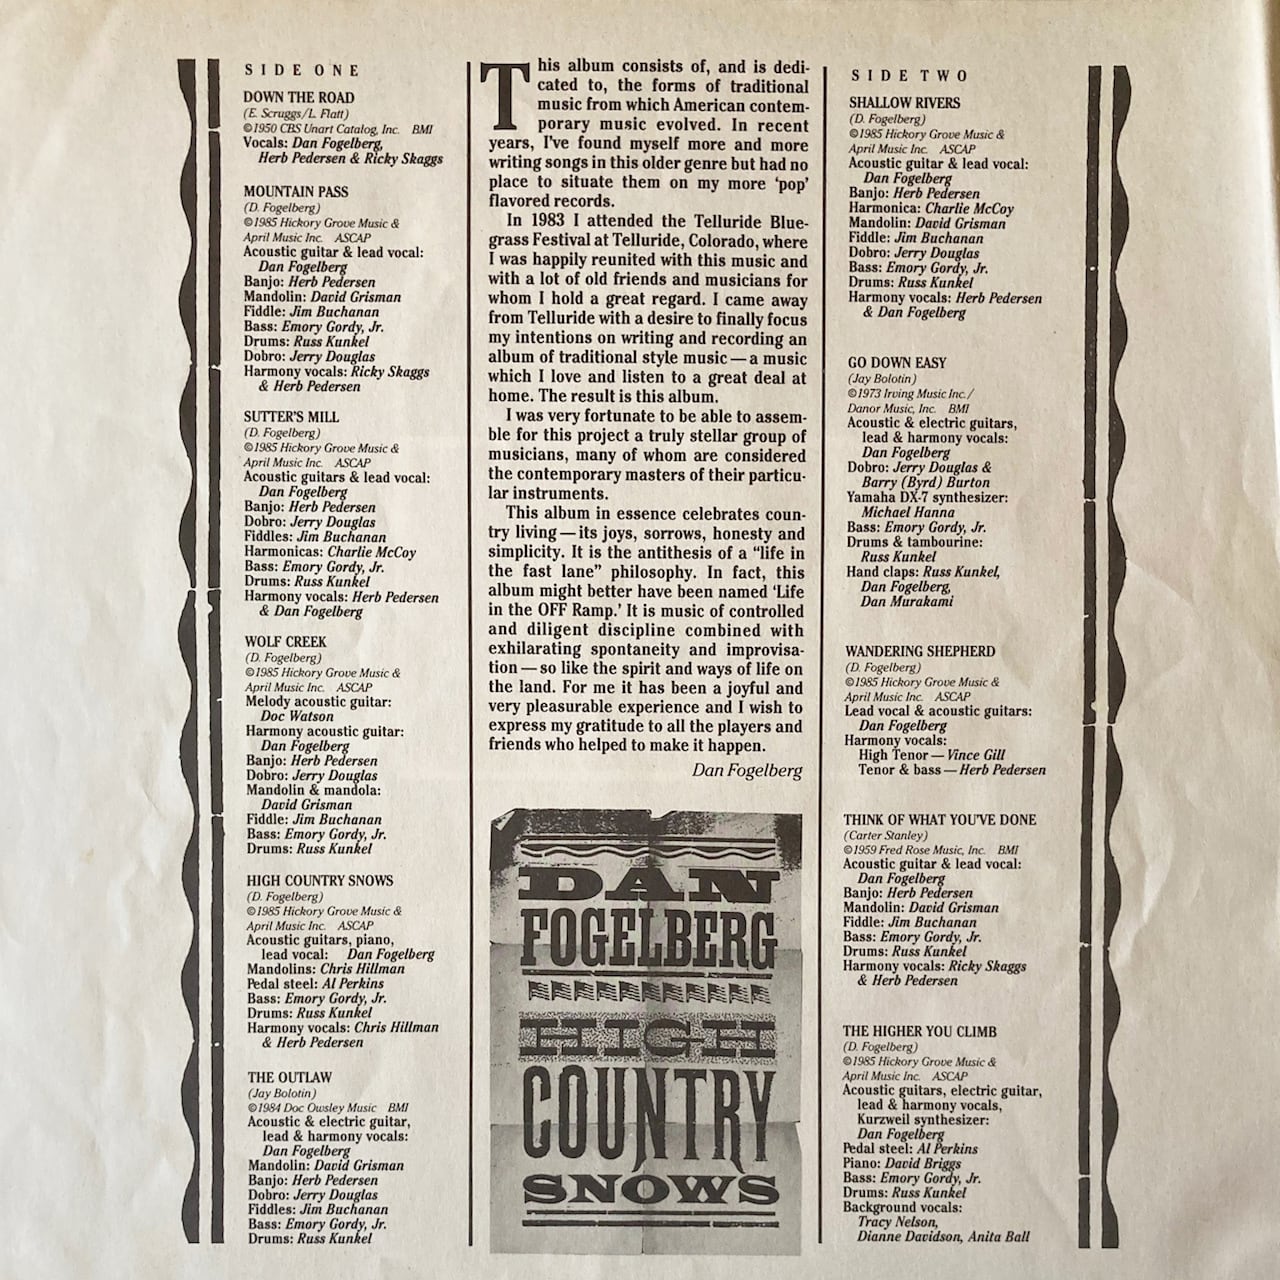 SIDE ONE
DOWN THE ROAD
(E. Scruggs/L. Flatt)
©1950 CBS Unart Catalog, Inc. BMI
Vocals: Dan Fogelberg,
Herb Pedersen & Ricky Skaggs
MOUNTAIN PASS
(D. Fogelberg)
©1985 Hickory Grove Music &
April Music Inc. ASCAP
Acoustic guitar & lead vocal:
Dan Fogelberg
Banjo: Herb Pedersen
Mandolin: David Grisman
Fiddle: Jim Buchanan
Bass: Emory Gordy, Jr.
Drums: Russ Kunkel
Dobro: Jerry Douglas
Harmony vocals: Ricky Skaggs
& Herb Pedersen
SUTTER'S MILL
(D. Fogelberg)
©1985 Hickory Grove Music &
April Music Inc. ASCAP
Acoustic guitars & lead vocal:
Dan Fogelberg
Banjo: Herb Pedersen
Dobro: Jerry Douglas
Fiddles: Jim Buchanan
Harmonicas: Charlie McCoy
Bass: Emory Gordy, Jr.
Drums: Russ Kunkel
Harmony vocals: Herb Pedersen
& Dan Fogelberg
WOLF CREEK
(D. Fogelberg)
©1985 Hickory Grove Music &
April Music Inc. ASCAP
Melody acoustic guitar:
Doc Watson
Harmony acoustic guitar:
Dan Fogelberg
Banjo: Herb Pedersen
Dobro: Jerry Douglas
Mandolin & mandola:
David Grisman
Fiddle: Jim Buchanan
Bass: Emory Gordy, Jr.
Drums: Russ Kunkel
HIGH COUNTRY SNOWS
(D. Fogelberg)
©1985 Hickory Grove Music &
April Music Inc. ASCAP
Acoustic guitars, piano,
lead vocal: Dan Fogelberg
Mandolins: Chris Hillman
Pedal steel: Al Perkins
Bass: Emory Gordy, Jr.
Drums: Russ Kunkel
Harmony vocals: Chris Hillman
& Herb Pedersen
THE OUTLAW
(Jay Bolotin)
©1984 Doc Owsley Music BMI
Acoustic & electric guitar,
lead & harmony vocals:
Dan Fogelberg
Mandolin: David Grisman
Banjo: Herb Pedersen
Dobro: Jerry Douglas
Fiddles: Jim Buchanan
Bass: Emory Gordy, Jr.
Drums: Russ Kunkel
This album consists of, and is dedi-
cated to, the forms of traditional
music from which American contem-
porary music evolved. In recent
years, I've found myself more and more
writing songs in this older genre but had no
place to situate them on my more 'pop'
flavored records.
In 1983 I attended the Telluride Blue-
grass Festival at Telluride, Colorado, where
I was happily reunited with this music and
with a lot of old friends and musicians for
whom I hold a great regard. I came away
from Telluride with a desire to finally focus
my intentions on writing and recording an
album of traditional style music — a music
which I love and listen to a great deal at
home. The result is this album.
I was very fortunate to be able to assem-
ble for this project a truly stellar group of
musicians, many of whom are considered
the contemporary masters of their particu-
lar instruments.
This album in essence celebrates coun-
try living — its joys, sorrows, honesty and
simplicity. It is the antithesis of a “life in
the fast lane” philosophy. In fact, this
album might better have been named 'Life
in the OFF Ramp.' It is music of controlled
and diligent discipline combined with
exhilarating spontaneity and improvisa-
tion — so like the spirit and ways of life on
the land. For me it has been a joyful and
very pleasurable experience and I wish to
express my gratitude to all the players and
friends who helped to make it happen.
Dan Fogelberg
DAN
FOGELBERG
HIGH
COUNTRY
SNOWS
SIDE TWO
SHALLOW RIVERS
(D. Fogelberg)
©1985 Hickory Grove Music &
April Music Inc. ASCAP
Acoustic guitar & lead vocal:
Dan Fogelberg
Banjo: Herb Pedersen
Harmonica: Charlie McCoy
Mandolin: David Grisman
Fiddle: Jim Buchanan
Dobro: Jerry Douglas
Bass: Emory Gordy, Jr.
Drums: Russ Kunkel
Harmony vocals: Herb Pedersen
& Dan Fogelberg
GO DOWN EASY
(Jay Bolotin)
©1973 Irving Music Inc./
Danor Music, Inc. BMI
Acoustic & electric guitars,
lead & harmony vocals:
Dan Fogelberg
Dobro: Jerry Douglas &
Barry (Byrd) Burton
Yamaha DX-7 synthesizer:
Michael Hanna
Bass: Emory Gordy, Jr.
Drums & tambourine:
Russ Kunkel
Hand claps: Russ Kunkel,
Dan Fogelberg,
Dan Murakami
WANDERING SHEPHERD
(D. Fogelberg)
©1985 Hickory Grove Music &
April Music Inc. ASCAP
Lead vocal & acoustic guitars:
Dan Fogelberg
Harmony vocals:
High Tenor — Vince Gill
Tenor & bass — Herb Pedersen
THINK OF WHAT YOU'VE DONE
(Carter Stanley)
©1959 Fred Rose Music, Inc. BMI
Acoustic guitar & lead vocal:
Dan Fogelberg
Banjo: Herb Pedersen
Mandolin: David Grisman
Fiddle: Jim Buchanan
Bass: Emory Gordy, Jr.
Drums: Russ Kunkel
Harmony vocals: Ricky Skaggs
& Herb Pedersen
THE HIGHER YOU CLIMB
(D. Fogelberg)
©1985 Hickory Grove Music &
April Music Inc. ASCAP
Acoustic guitars, electric guitar,
lead & harmony vocals,
Kurzweil synthesizer:
Dan Fogelberg
Pedal steel: Al Perkins
Piano: David Briggs
Bass: Emory Gordy, Jr.
Drums: Russ Kunkel
Background vocals:
Tracy Nelson,
Dianne Davidson, Anita Ball